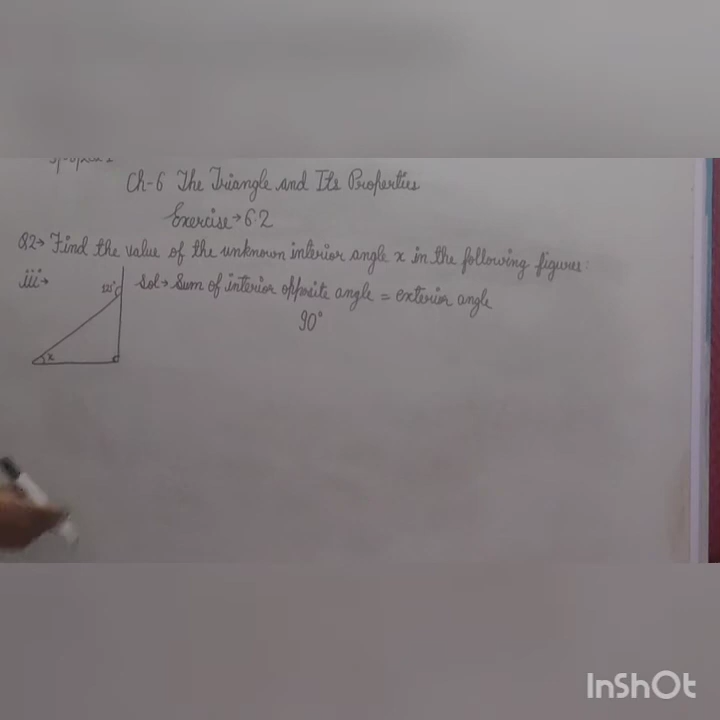 Ch-6 The Triangle and Its Properties
Exercise→6.2
Q2→ Find the value of the unknown interior angle x in the following figures:
iii→
Sol→ Sum of interior opposite angle = exterior angle
90°
x
InShOt